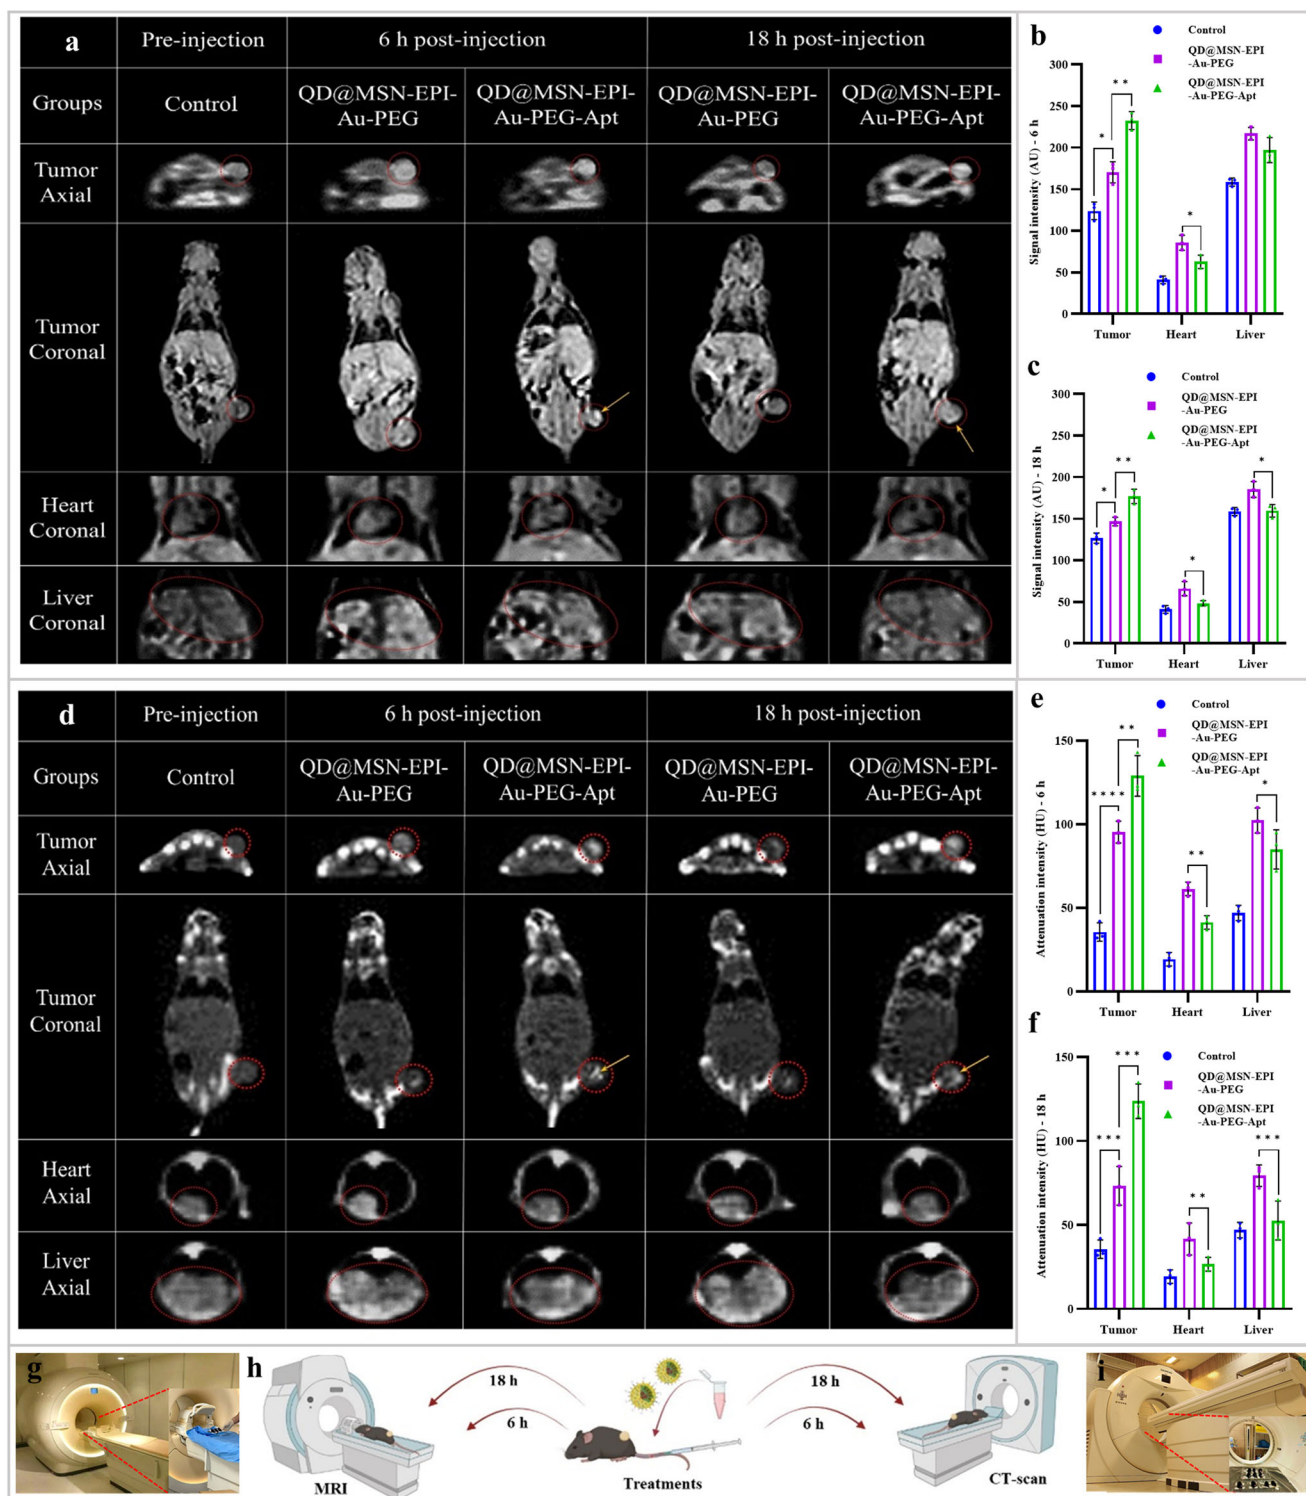 a
Pre-injection
6 h post-injection
18 h post-injection
Groups
Control
QD@MSN-EPI-
Au-PEG
QD@MSN-EPI-
Au-PEG-Apt
QD@MSN-EPI-
Au-PEG
QD@MSN-EPI-
Au-PEG-Apt
Tumor
Axial
Tumor
Coronal
Heart
Coronal
Liver
Coronal
b
Control
QD@MSN-EPI
-Au-PEG
QD@MSN-EPI
-Au-PEG-Apt
Signal intensity (AU) - 6 h
300
250
200
150
100
50
0
* 
* *
*
Tumor
Heart
Liver
c
Control
QD@MSN-EPI
-Au-PEG
QD@MSN-EPI
-Au-PEG-Apt
Signal intensity (AU) - 18 h
300
250
200
150
100
50
0
*
* *
*
*
Tumor
Heart
Liver
d
Pre-injection
6 h post-injection
18 h post-injection
Groups
Control
QD@MSN-EPI-
Au-PEG
QD@MSN-EPI-
Au-PEG-Apt
QD@MSN-EPI-
Au-PEG
QD@MSN-EPI-
Au-PEG-Apt
Tumor
Axial
Tumor
Coronal
Heart
Axial
Liver
Axial
e
Control
QD@MSN-EPI
-Au-PEG
QD@MSN-EPI
-Au-PEG-Apt
Attenuation intensity (HU) - 6 h
150
100
50
0
* * * *
* *
* *
*
Tumor
Heart
Liver
f
Control
QD@MSN-EPI
-Au-PEG
QD@MSN-EPI
-Au-PEG-Apt
Attenuation intensity (HU) - 18 h
150
100
50
0
* * *
* * *
* *
* * *
Tumor
Heart
Liver
g
h
18 h
6 h
MRI
Treatments
18 h
6 h
CT-scan
i